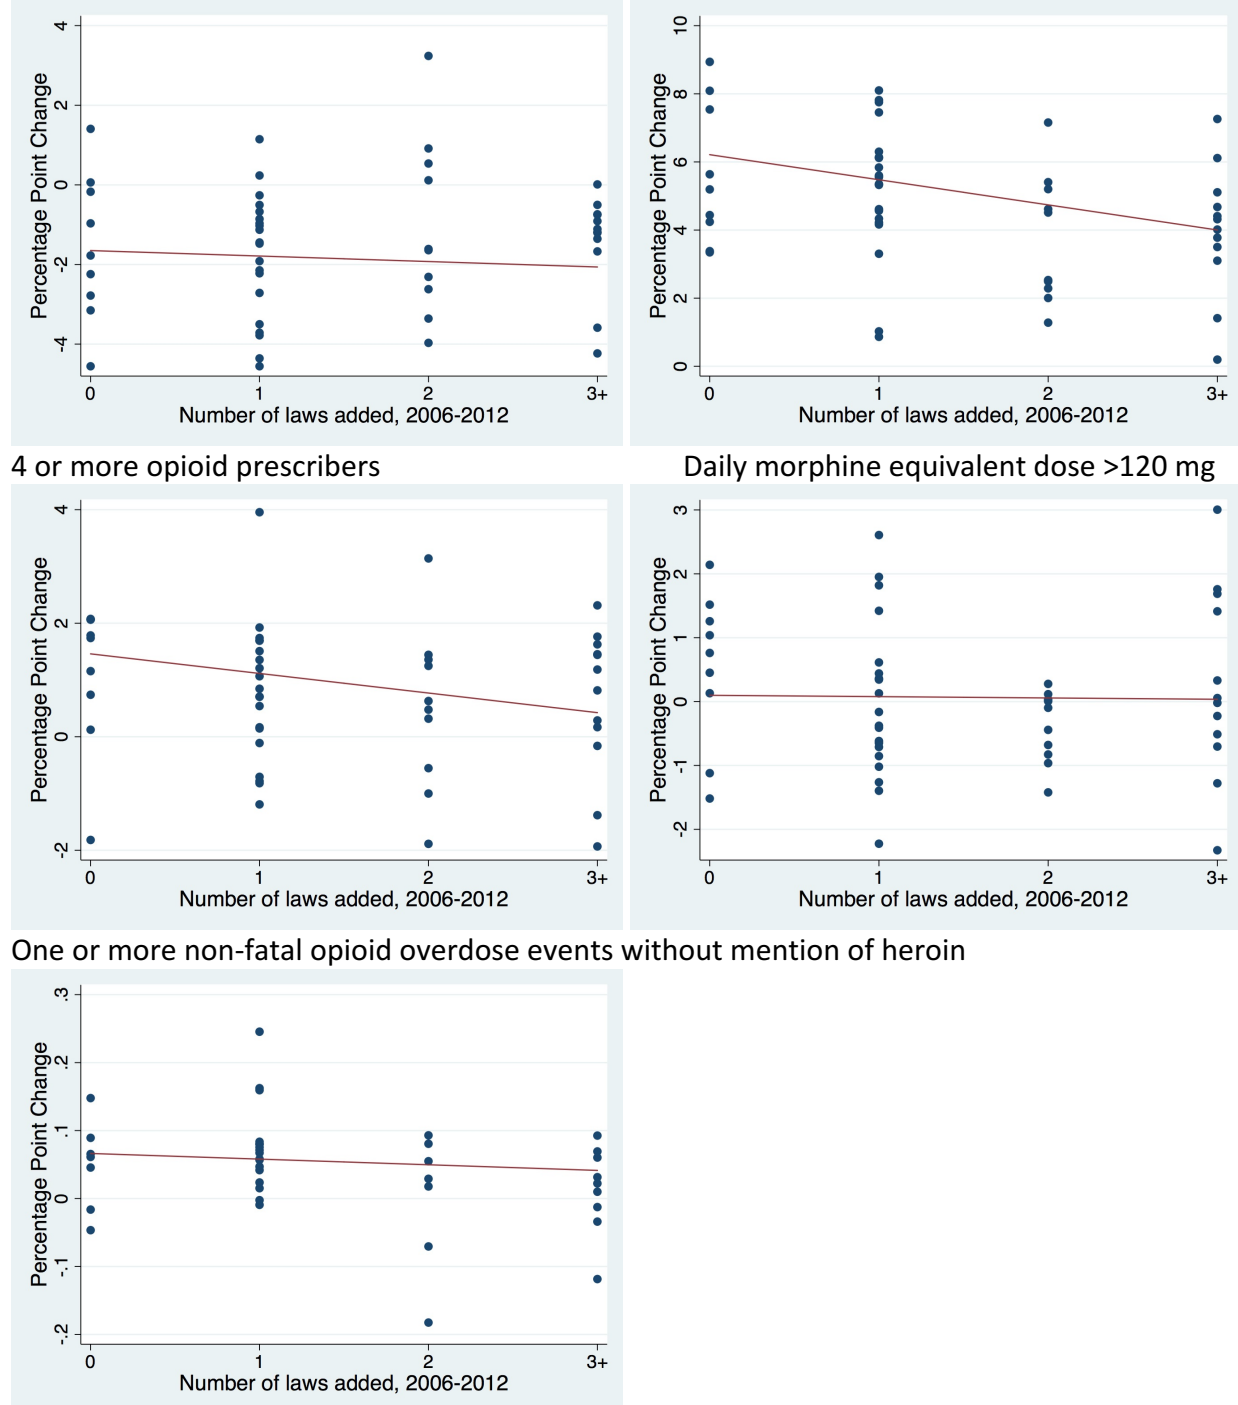 Percentage Point Change
4
2
0
-2
-4
0 1 2 3+
Number of laws added, 2006-2012
Percentage Point Change
10
8
6
4
2
0
0 1 2 3+
Number of laws added, 2006-2012
4 or more opioid prescribers
Daily morphine equivalent dose >120 mg
Percentage Point Change
4
2
0
-2
0 1 2 3+
Number of laws added, 2006-2012
Percentage Point Change
3
2
1
0
-1
-2
0 1 2 3+
Number of laws added, 2006-2012
One or more non-fatal opioid overdose events without mention of heroin
Percentage Point Change
.3
.2
.1
0
-.1
-.2
0 1 2 3+
Number of laws added, 2006-2012